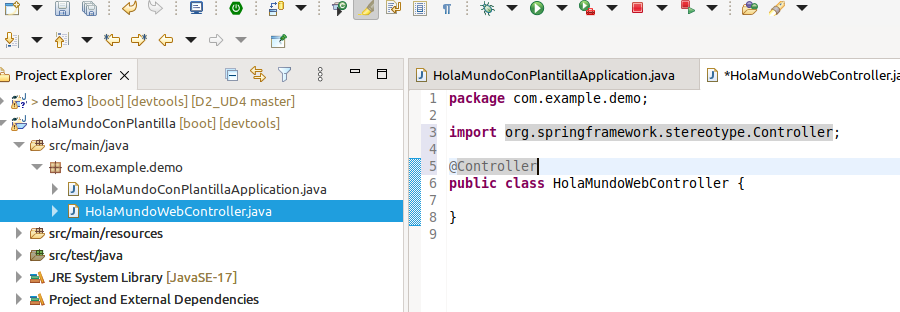 Project Explorer
> demo3 [boot] [devtools] [D2_UD4 master]
holaMundoConPlantilla [boot] [devtools]
src/main/java
com.example.demo
HolaMundoConPlantillaApplication.java
HolaMundoWebController.java
src/main/resources
src/test/java
JRE System Library [JavaSE-17]
Project and External Dependencies
HolaMundoConPlantillaApplication.java
*HolaMundoWebController.ja
1 package com.example.demo;
2
3 import org.springframework.stereotype.Controller;
4
5 @Controller
6 public class HolaMundoWebController {
7
8 }
9